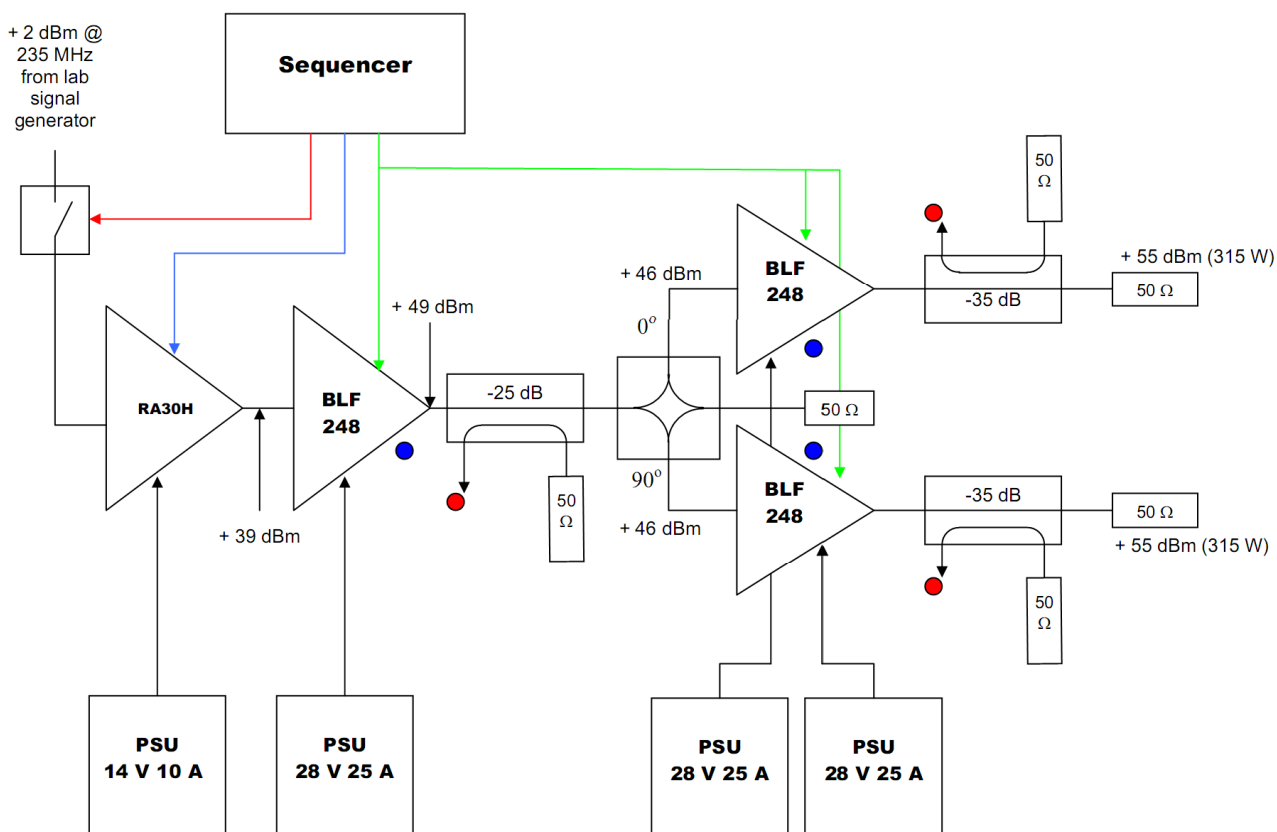 + 2 dBm @
235 MHz
from lab
signal
generator
Sequencer
50
Ω
+ 55 dBm (315 W)
50 Ω
-35 dB
+ 46 dBm
BLF
248
0°
+ 49 dBm
RA30H
BLF
248
-25 dB
50 Ω
+ 39 dBm
50
Ω
90°
+ 46 dBm
BLF
248
-35 dB
50 Ω
+ 55 dBm (315 W)
50
Ω
PSU
14 V 10 A
PSU
28 V 25 A
PSU
28 V 25 A
PSU
28 V 25 A